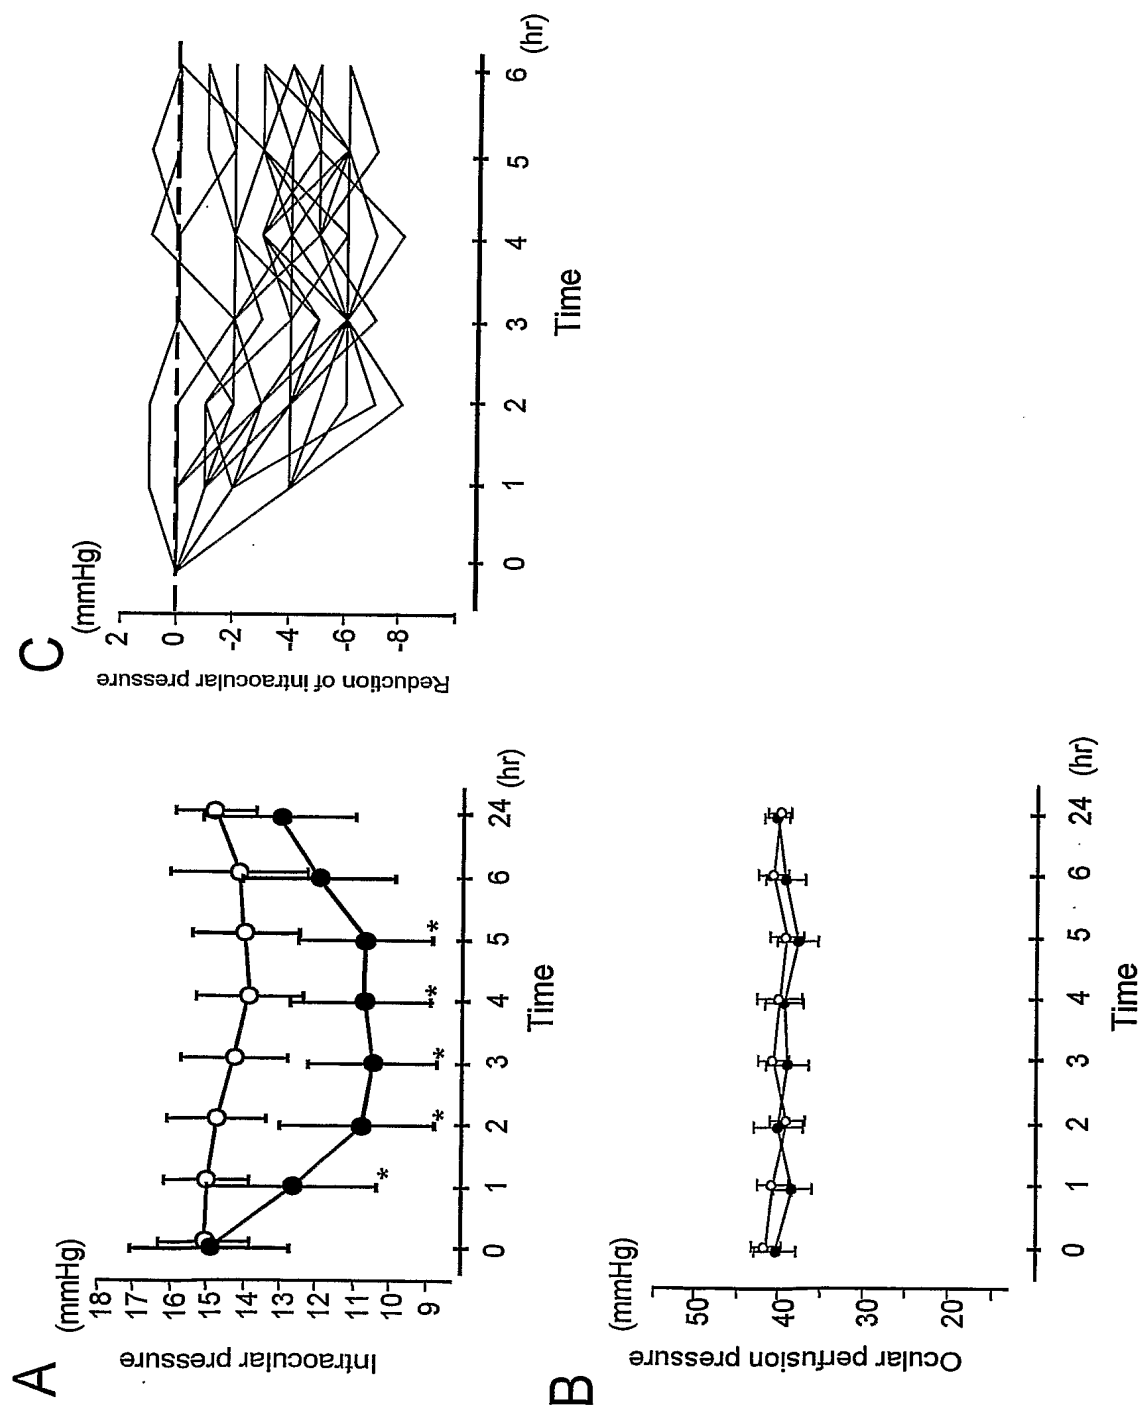 A
(mmHg)
18
17
16
15
14
13
12
11
10
9
Intraocular pressure
* * * * *
0 1 2 3 4 5 6 24 (hr)
Time
B
(mmHg)
50
40
30
20
Ocular perfusion pressure
0 1 2 3 4 5 6 24 (hr)
Time
C
(mmHg)
2
0
-2
-4
-6
-8
Reduction of intraocular pressure
0 1 2 3 4 5 6 (hr)
Time